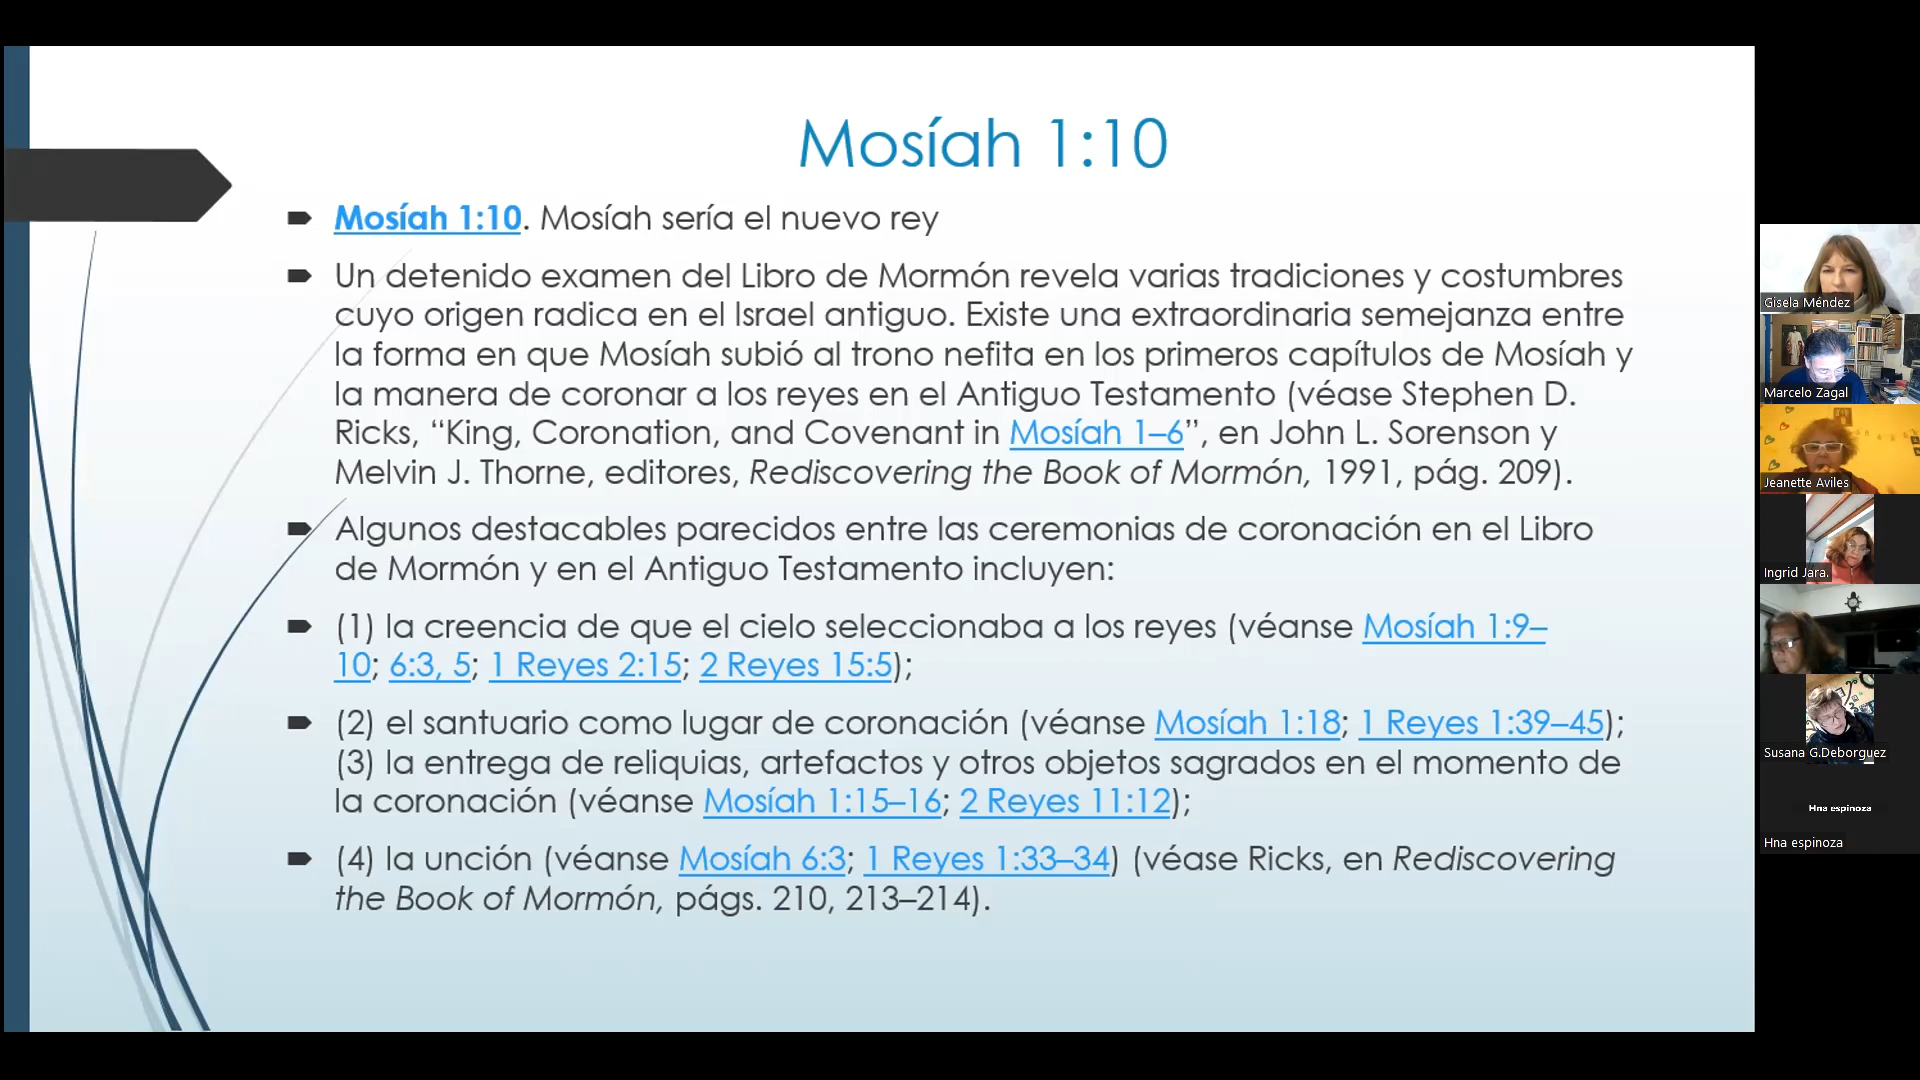 Mosíah 1:10
Mosíah 1:10. Mosíah sería el nuevo rey
Un detenido examen del Libro de Mormón revela varias tradiciones y costumbres
cuyo origen radica en el Israel antiguo. Existe una extraordinaria semejanza entre
la forma en que Mosíah subió al trono nefita en los primeros capítulos de Mosíah y
la manera de coronar a los reyes en el Antiguo Testamento (véase Stephen D.
Ricks, “King, Coronation, and Covenant in Mosíah 1–6”, en John L. Sorenson y
Melvin J. Thorne, editores, Rediscovering the Book of Mormón, 1991, pág. 209).
Algunos destacables parecidos entre las ceremonias de coronación en el Libro
de Mormón y en el Antiguo Testamento incluyen:
(1) la creencia de que el cielo seleccionaba a los reyes (véanse Mosíah 1:9–
10; 6:3, 5; 1 Reyes 2:15; 2 Reyes 15:5);
(2) el santuario como lugar de coronación (véanse Mosíah 1:18; 1 Reyes 1:39–45);
(3) la entrega de reliquias, artefactos y otros objetos sagrados en el momento de
la coronación (véanse Mosíah 1:15–16; 2 Reyes 11:12);
(4) la unción (véanse Mosíah 6:3; 1 Reyes 1:33–34) (véase Ricks, en Rediscovering
the Book of Mormón, págs. 210, 213–214).
Gisela Méndez
Marcelo Zagal
Jeanette Aviles
Ingrid Jara.
Susana G.Deborguez
Hna espinoza
Hna espinoza